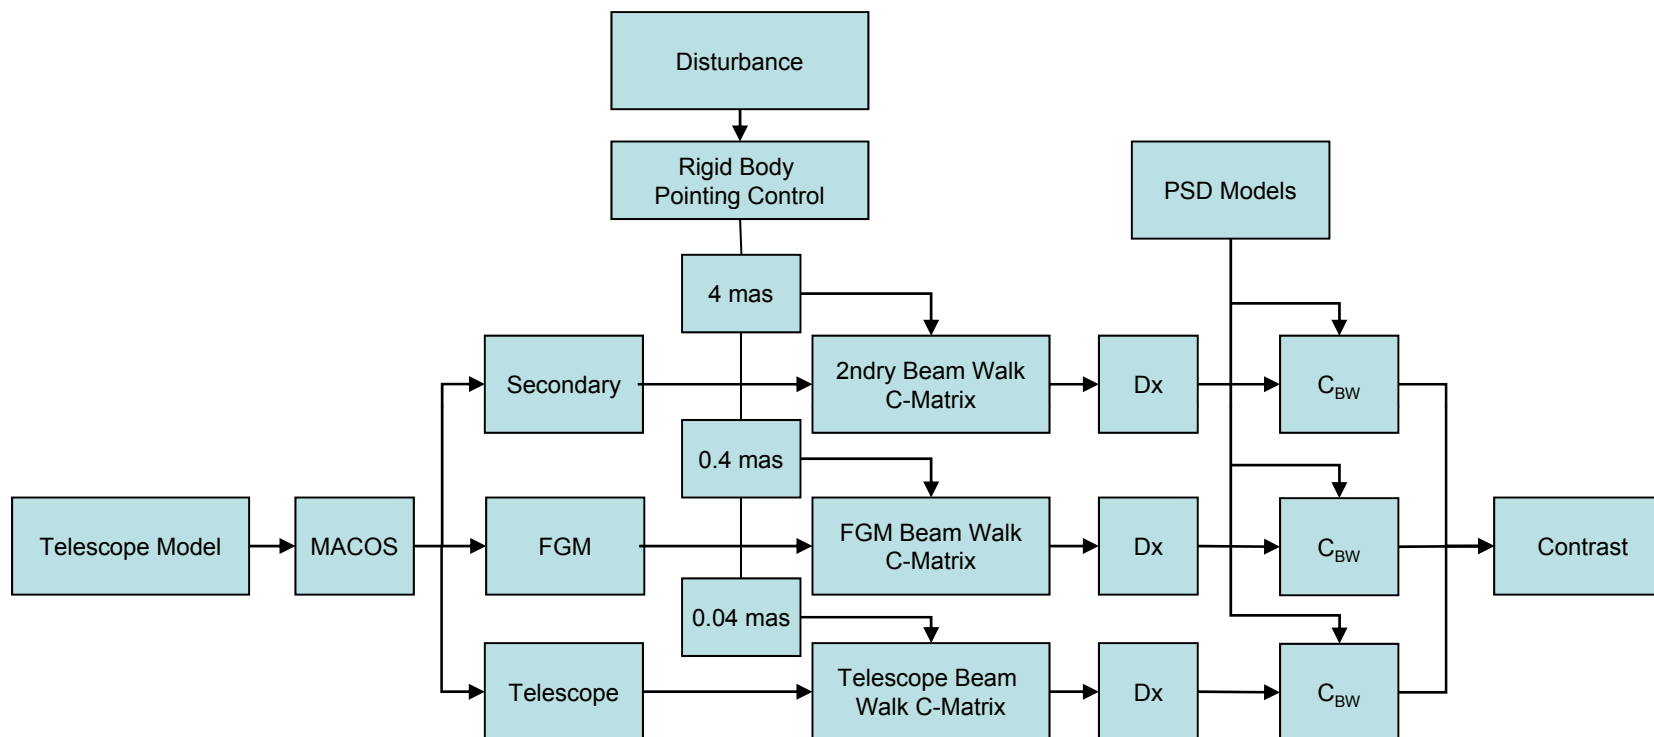 Disturbance
Rigid Body
Pointing Control
PSD Models
4 mas
Secondary
2ndry Beam Walk
C-Matrix
Dx
CBW
0.4 mas
Telescope Model
MACOS
FGM
FGM Beam Walk
C-Matrix
Dx
CBW
Contrast
0.04 mas
Telescope
Telescope Beam
Walk C-Matrix
Dx
CBW